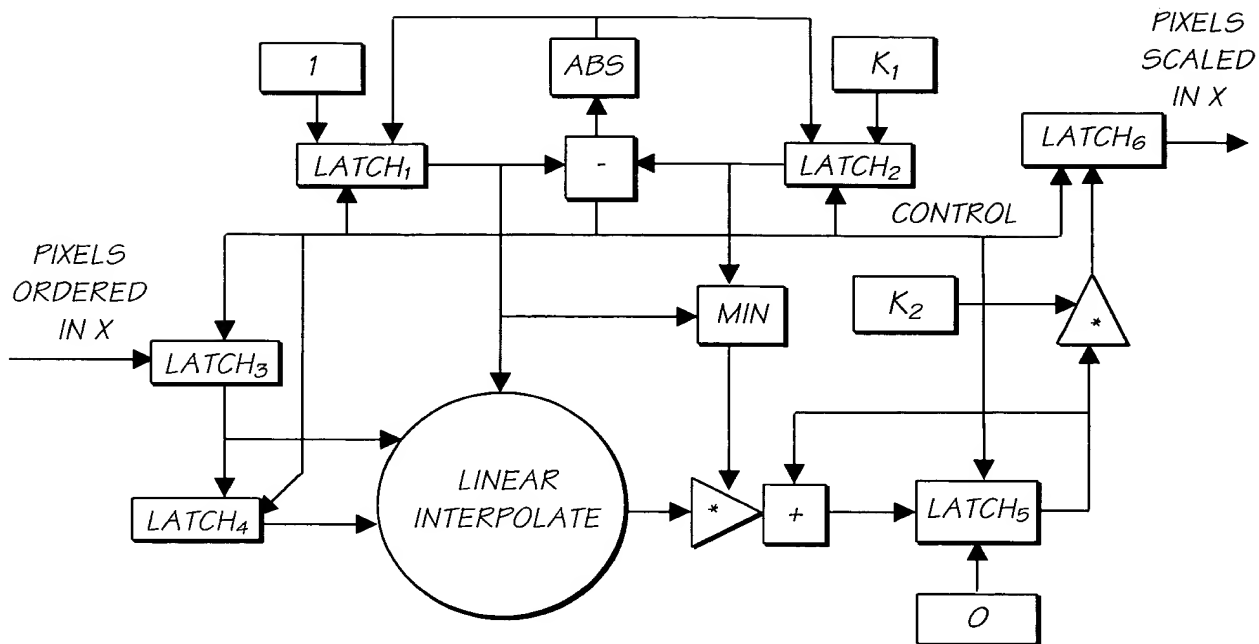 PIXELS
SCALED
IN X
1
ABS
K₁
LATCH₁
-
LATCH₂
LATCH₆
CONTROL
PIXELS
ORDERED
IN X
MIN
K₂
*
LATCH₃
LINEAR
INTERPOLATE
LATCH₄
*
+
LATCH₅
0